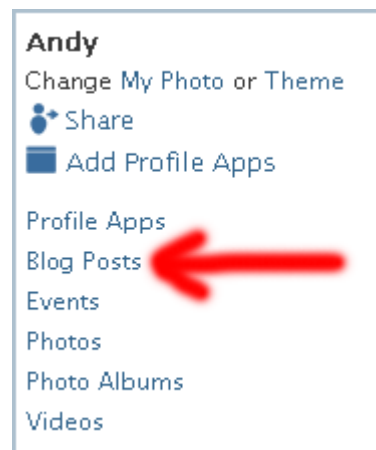 Andy
Change My Photo or Theme
Share
Add Profile Apps
Profile Apps
Blog Posts
Events
Photos
Photo Albums
Videos